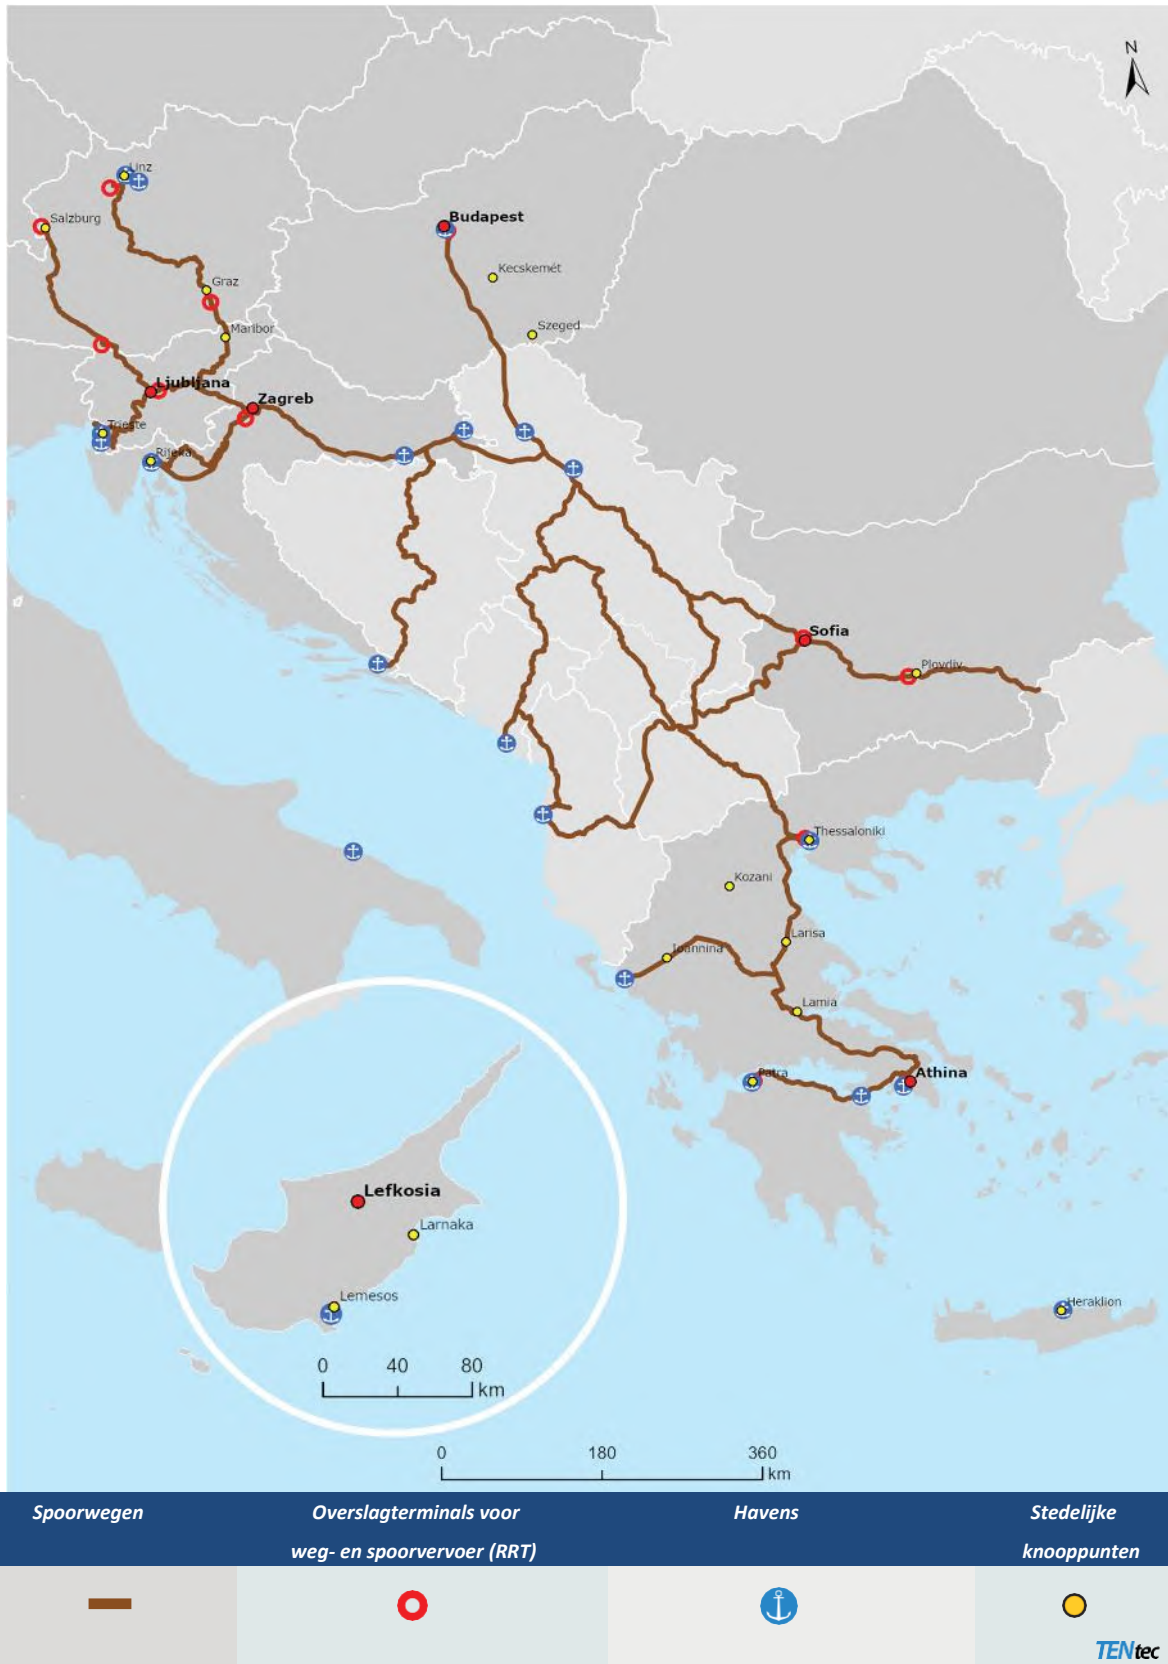 N
Linz
Salzburg
Budapest
Kecskemét
Graz
Szeged
Maribor
Ljubljana
Zagreb
Trieste
Rijeka
Sofia
Plovdiv
Thessaloniki
Kozani
Larisa
Ioannina
Lamia
Patra
Athina
Lefkosia
Larnaka
Lemesos
Heraklion
0 40 80
km
0 180 360
km
Spoorwegen
Overslagterminals voor
weg- en spoorvervoer (RRT)
Havens
Stedelijke
knooppunten
TENtec